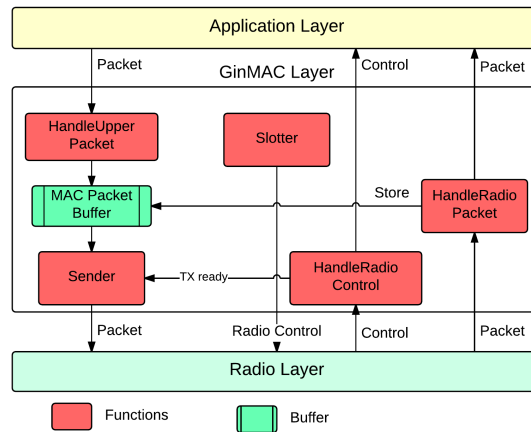 Application Layer
Packet
Control
Packet
GinMAC Layer
HandleUpper
Packet
Slotter
MAC Packet
Buffer
Store
HandleRadio
Packet
Sender
TX ready
HandleRadio
Control
Packet
Radio Control
Control
Packet
Radio Layer
Functions
Buffer